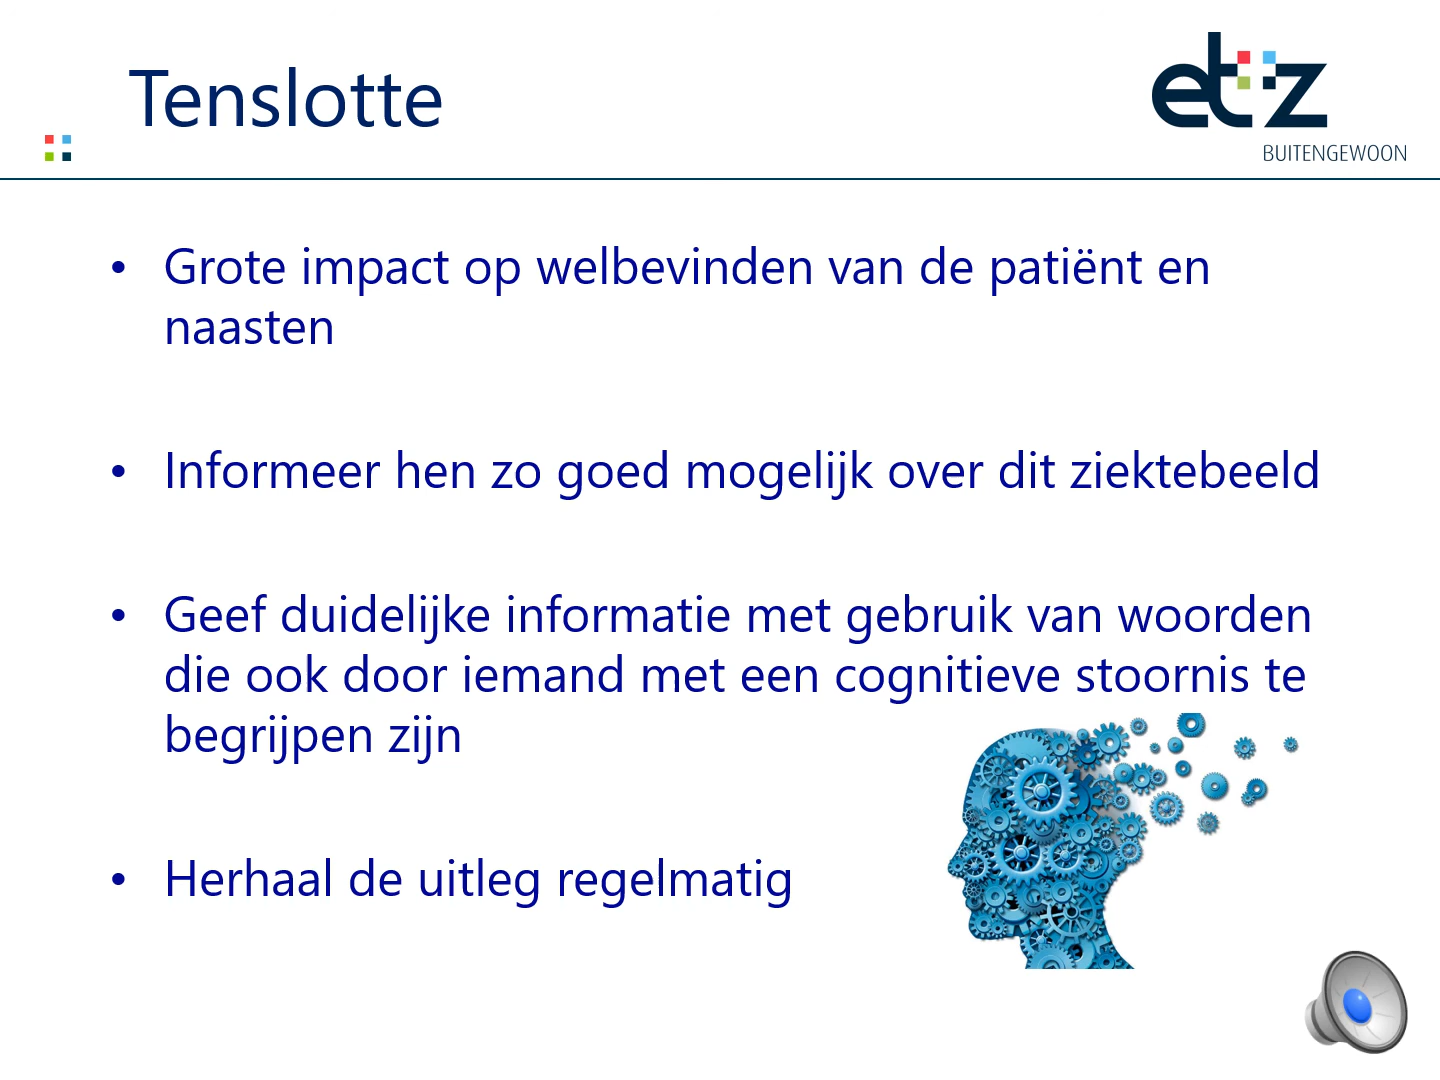 Tenslotte
etz
BUITENGEWOON
• Grote impact op welbevinden van de patiënt en
naasten
• Informeer hen zo goed mogelijk over dit ziektebeeld
• Geef duidelijke informatie met gebruik van woorden
die ook door iemand met een cognitieve stoornis te
begrijpen zijn
• Herhaal de uitleg regelmatig